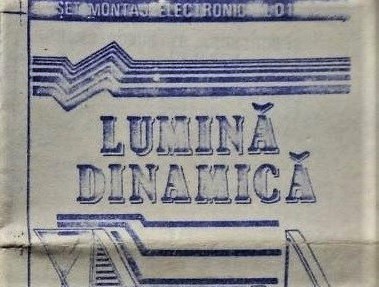 SET MONTAJ ELECTRONIC
LUMINĂ
DINAMICĂ